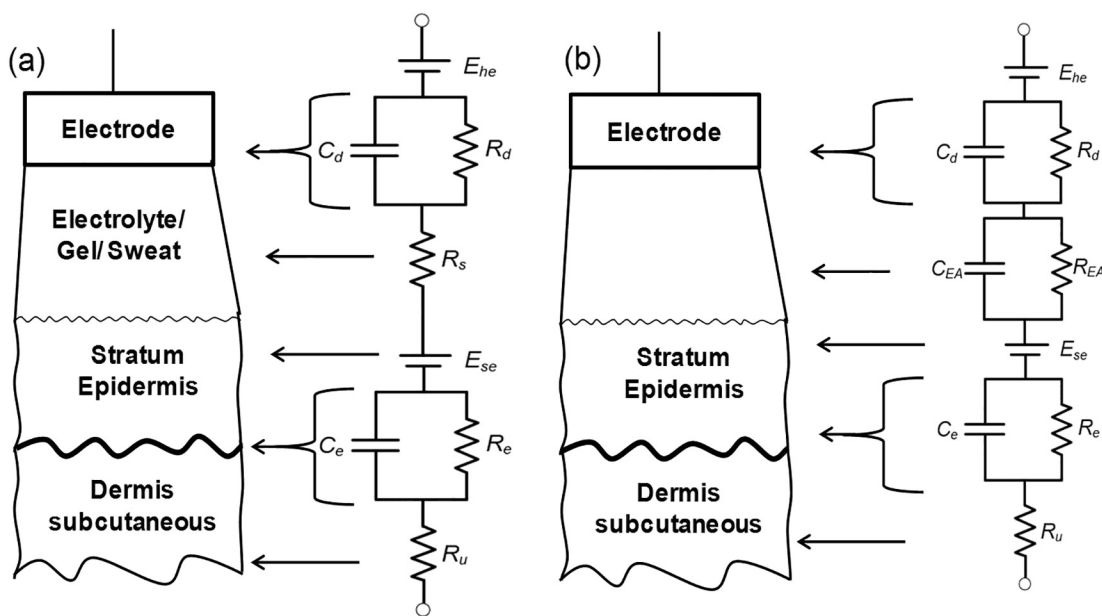 (a)
Electrode
Electrolyte/
Gel/Sweat
Stratum
Epidermis
Dermis
subcutaneous
E_he
C_d
R_d
R_s
E_se
C_e
R_e
R_u
(b)
Electrode
Stratum
Epidermis
Dermis
subcutaneous
E_he
C_d
R_d
C_EA
R_EA
E_se
C_e
R_e
R_u